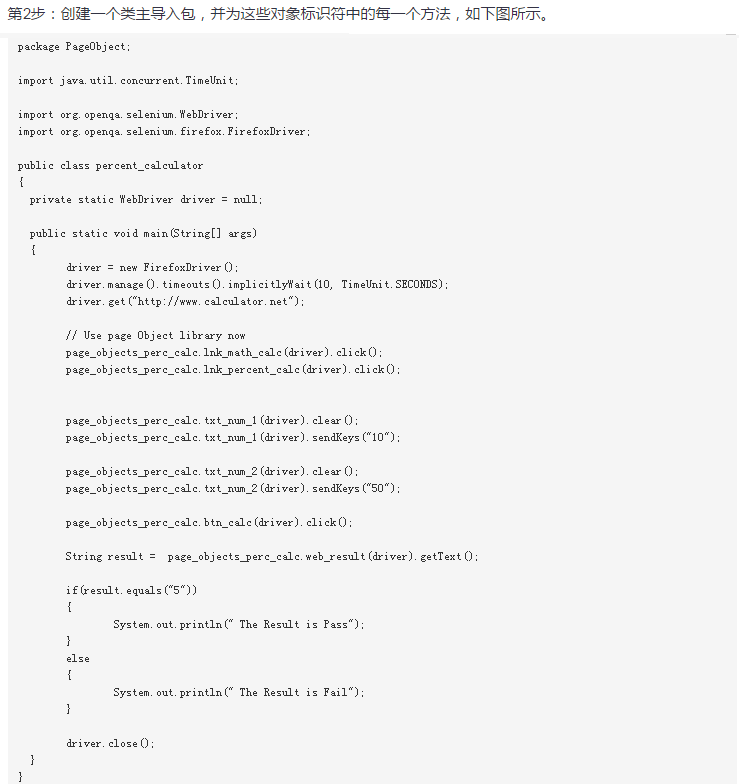 第2步：创建一个类主导入包，并为这些对象标识符中的每一个方法，如下图所示。
package PageObject;
import java.util.concurrent.TimeUnit;
import org.openqa.selenium.WebDriver;
import org.openqa.selenium.firefox.FirefoxDriver;
public class percent_calculator
{
private static WebDriver driver = null;
public static void main(String[] args)
{
driver = new FirefoxDriver();
driver.manage().timeouts().implicitlyWait(10, TimeUnit.SECONDS);
driver.get("http://www.calculator.net");
// Use page Object library now
page_objects_perc_calc.lnk_math_calc(driver).click();
page_objects_perc_calc.lnk_percent_calc(driver).click();
page_objects_perc_calc.txt_num_1(driver).clear();
page_objects_perc_calc.txt_num_1(driver).sendKeys("10");
page_objects_perc_calc.txt_num_2(driver).clear();
page_objects_perc_calc.txt_num_2(driver).sendKeys("50");
page_objects_perc_calc.btn_calc(driver).click();
String result =  page_objects_perc_calc.web_result(driver).getText();
if(result.equals("5"))
{
System.out.println(" The Result is Pass");
}
else
{
System.out.println(" The Result is Fail");
}
driver.close();
}
}